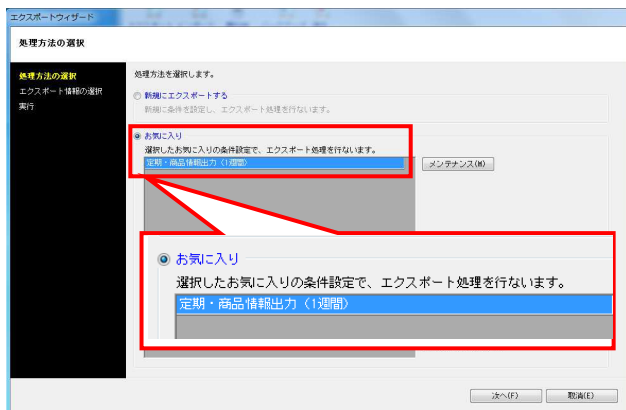 エクスポートウィザード
処理方法の選択
処理方法の選択
エクスポート情報の選択
実行
処理方法を選択します。
新規にエクスポートする
新規に条件を設定し、エクスポート処理を行ないます。
お気に入り
選択したお気に入りの条件設定で、エクスポート処理を行ないます。
定期・商品情報出力（1週間）
メンテナンス(M)
お気に入り
選択したお気に入りの条件設定で、エクスポート処理を行ないます。
定期・商品情報出力（1週間）
次へ(F)
取消(E)